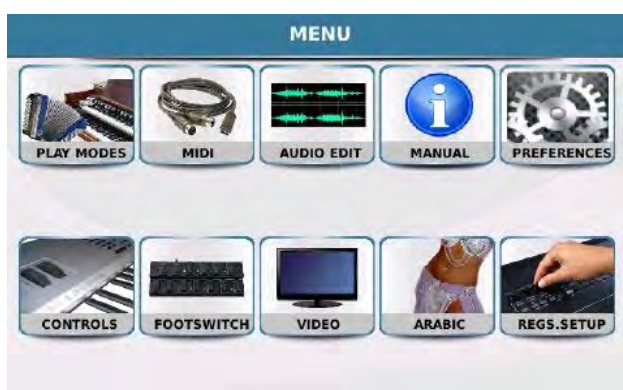 MENU
PLAY MODES
MIDI
AUDIO EDIT
MANUAL
PREFERENCES
CONTROLS
FOOTSWITCH
VIDEO
ARABIC
REGS.SETUP